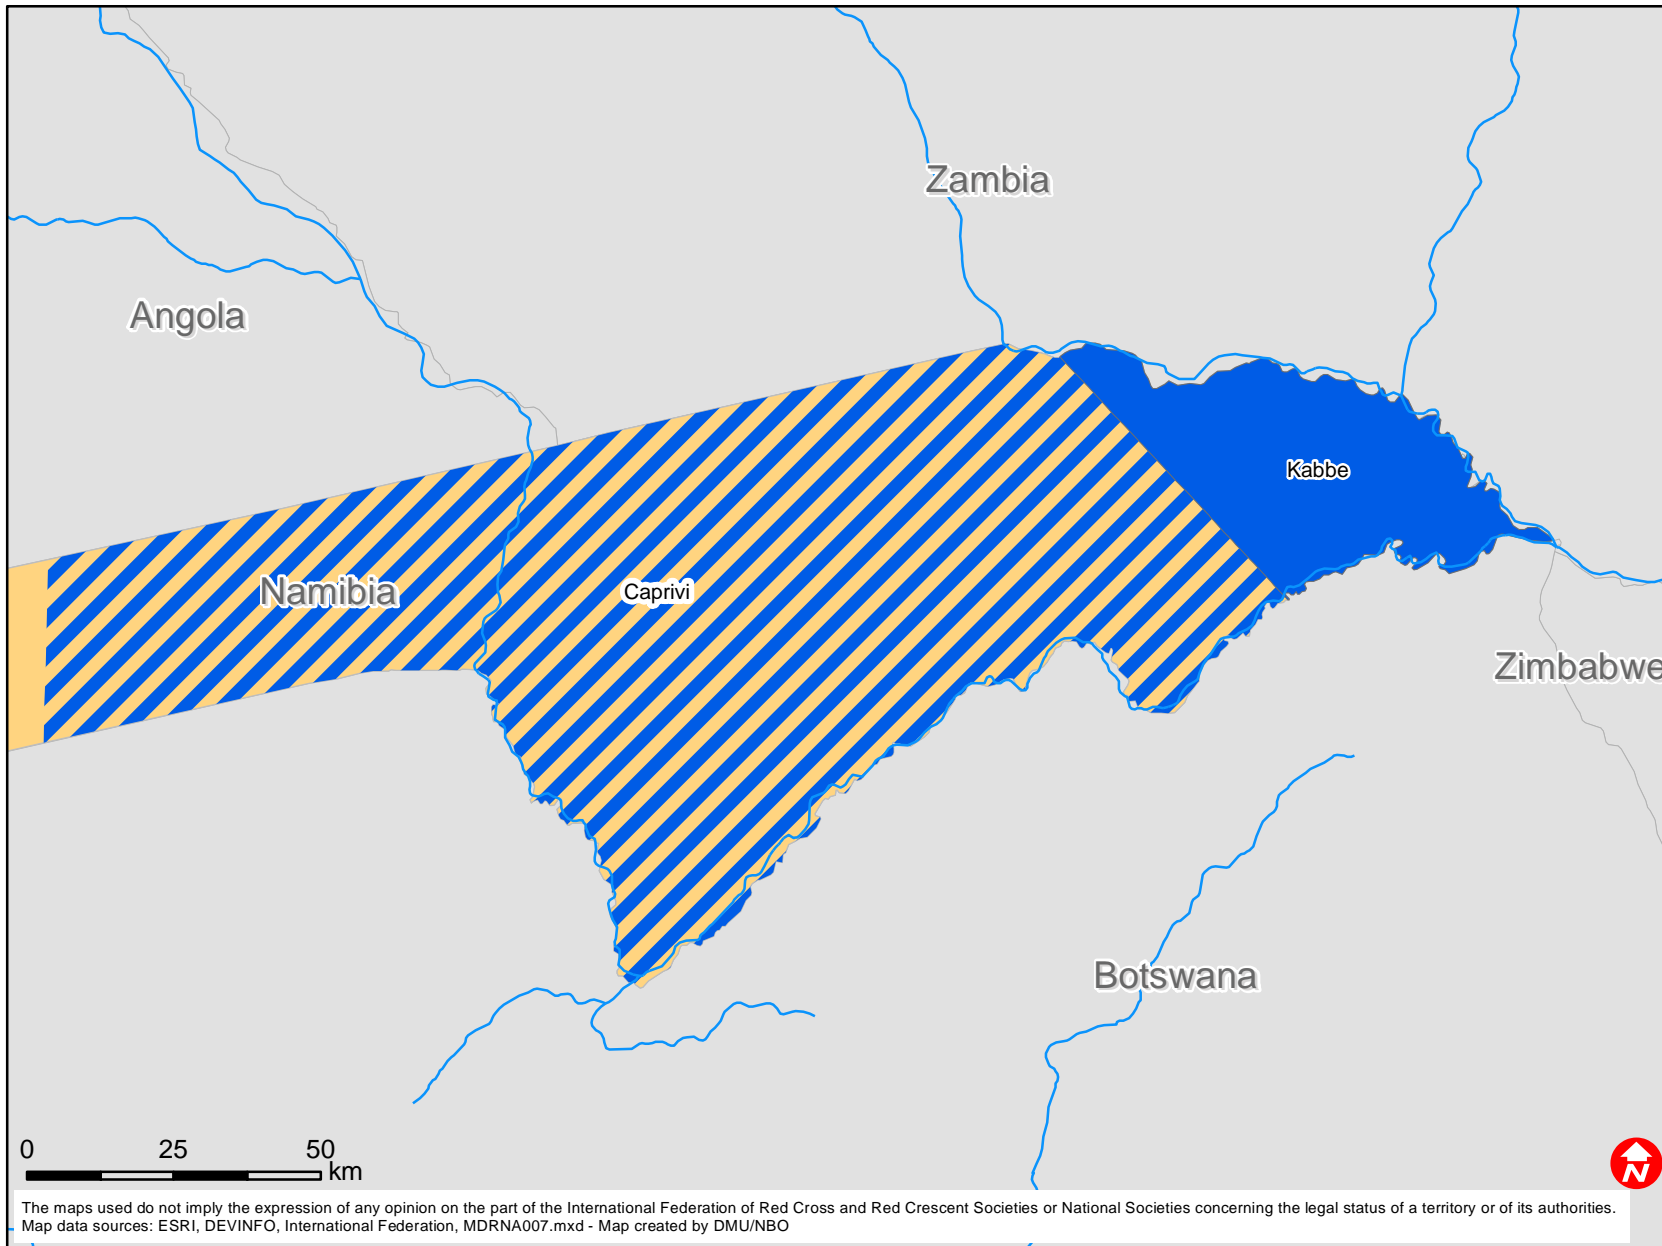 Zambia
Angola
Kabbe
Namibia
Caprivi
Zimbabwe
Botswana
0 25 50
km
N
The maps used do not imply the expression of any opinion on the part of the International Federation of Red Cross and Red Crescent Societies or National Societies concerning the legal status of a territory or of its authorities.
Map data sources: ESRI, DEVINFO, International Federation, MDRNA007.mxd - Map created by DMU/NBO